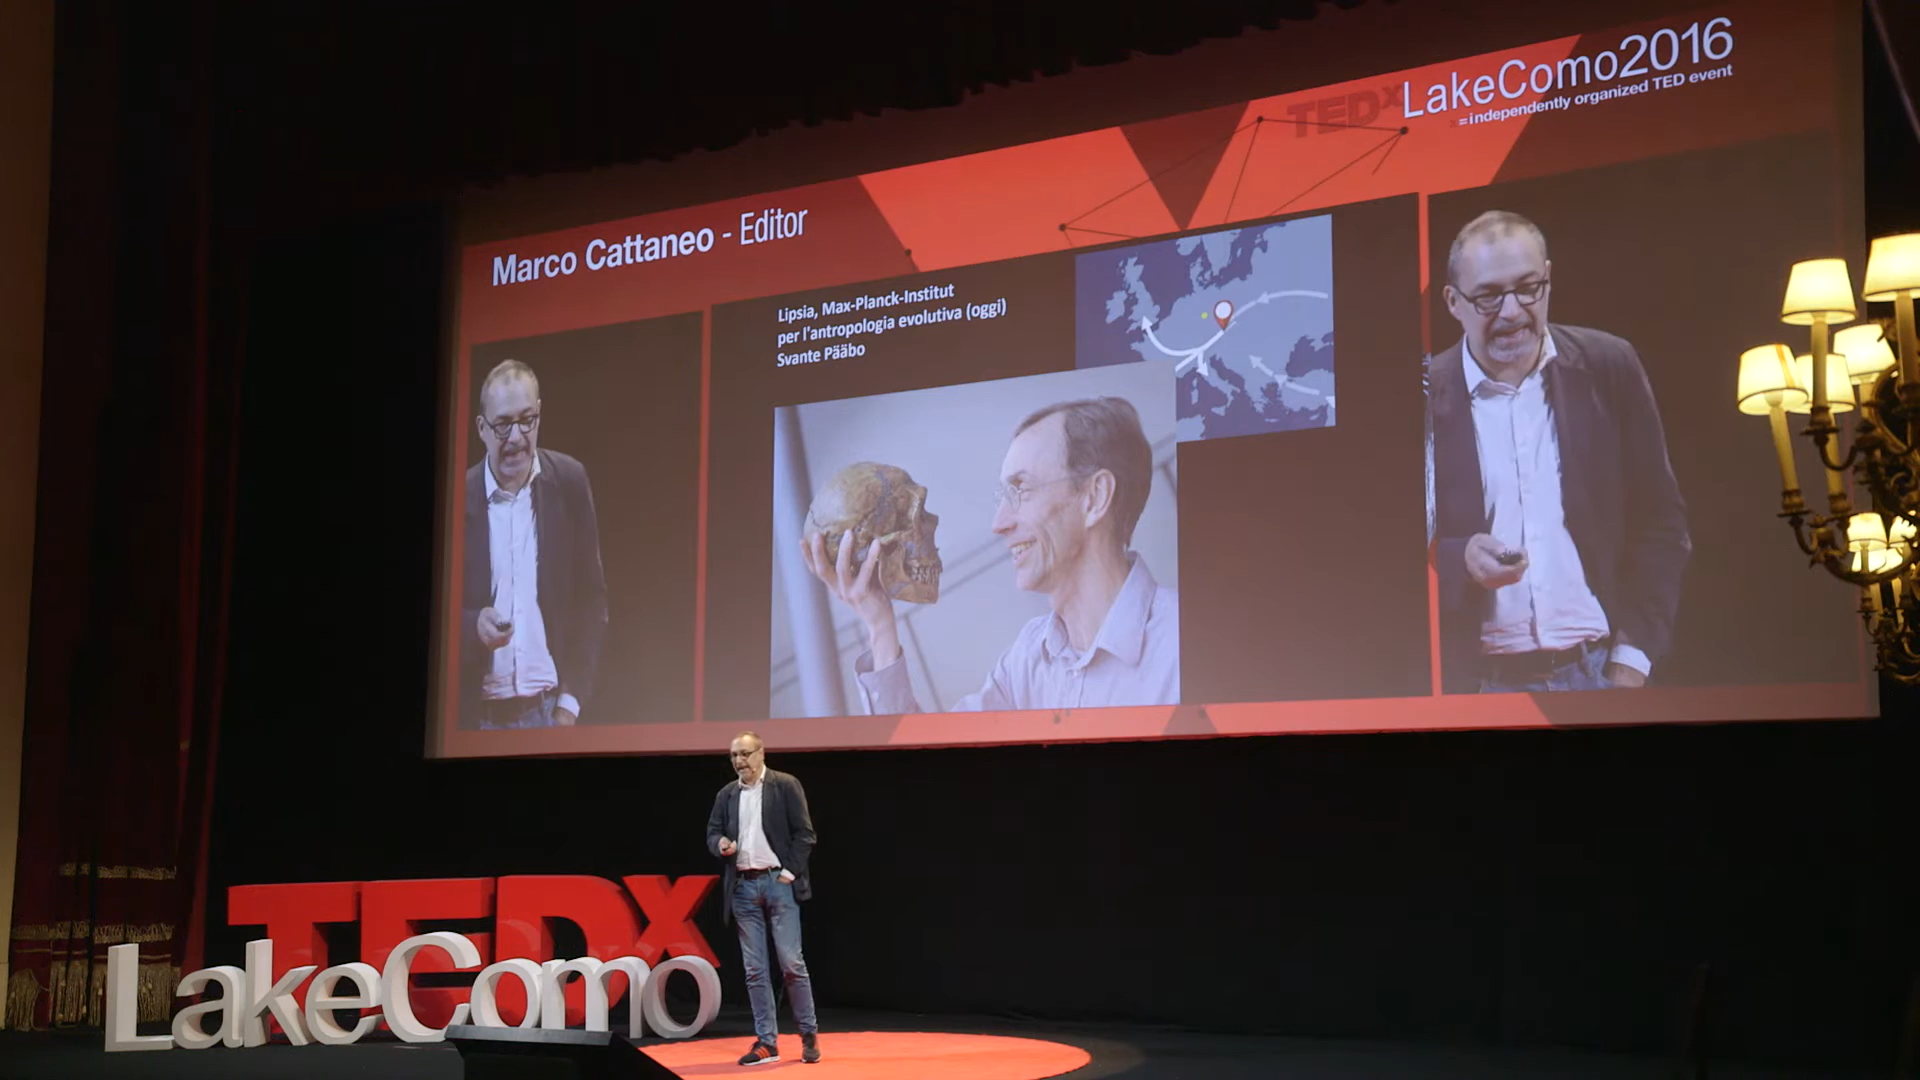 TEDx LakeComo2016
x=independently organized TED event
Marco Cattaneo - Editor
Lipsia, Max-Planck-Institut
per l'antropologia evolutiva (oggi)
Svante Pääbo
TEDx
LakeComo